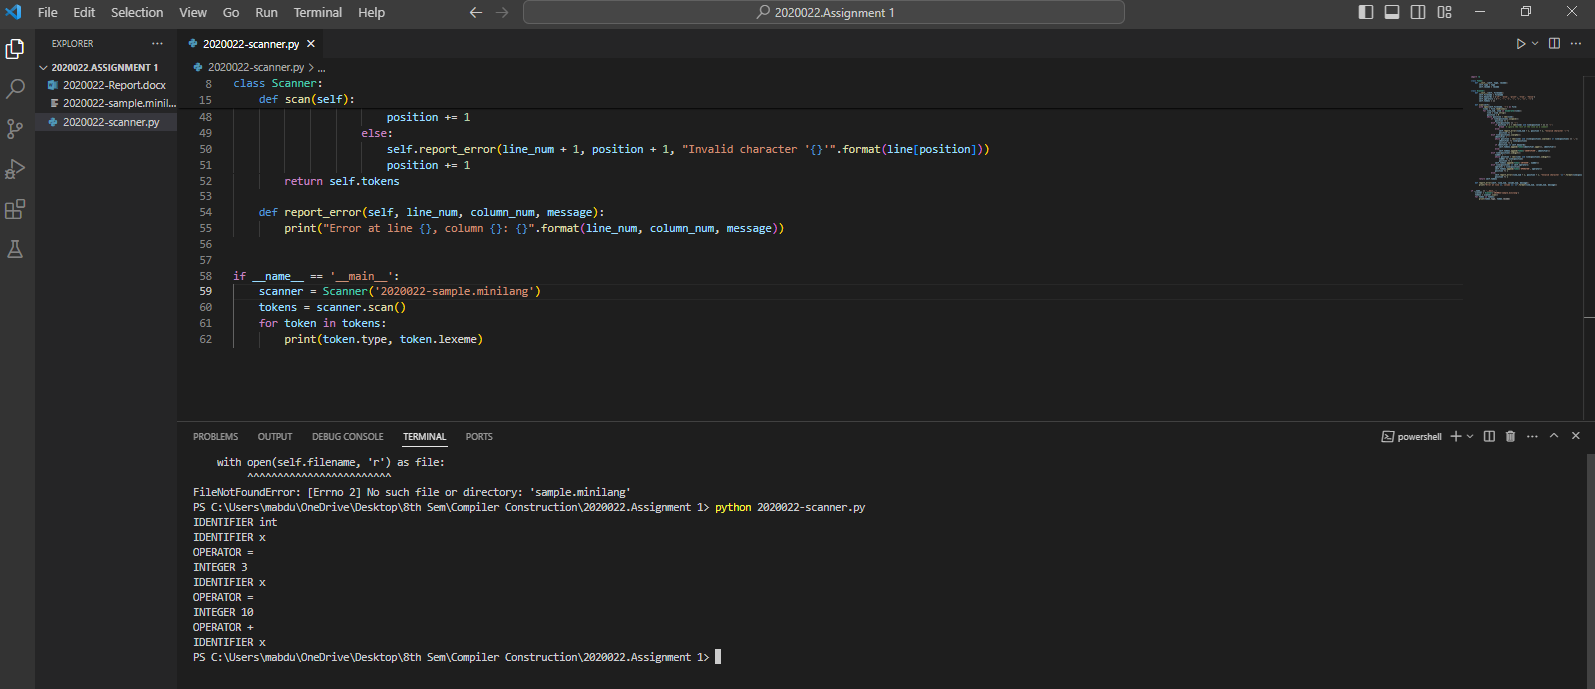 File Edit Selection View Go Run Terminal Help
2020022.Assignment 1
EXPLORER
2020022.ASSIGNMENT 1
2020022-Report.docx
2020022-sample.minil...
2020022-scanner.py
2020022-scanner.py
2020022-scanner.py > ...
8 class Scanner:
15 def scan(self):
48 position += 1
49 else:
50 self.report_error(line_num + 1, position + 1, "Invalid character '{}'".format(line[position]))
51 position += 1
52 return self.tokens
53
54 def report_error(self, line_num, column_num, message):
55 print("Error at line {}, column {}: {}".format(line_num, column_num, message))
56
57
58 if __name__ == '__main__':
59 scanner = Scanner('2020022-sample.minilang')
60 tokens = scanner.scan()
61 for token in tokens:
62 print(token.type, token.lexeme)
PROBLEMS OUTPUT DEBUG CONSOLE TERMINAL PORTS
powershell
with open(self.filename, 'r') as file:
^^^^^^^^^^^^^^^^^^^^^^^^
FileNotFoundError: [Errno 2] No such file or directory: 'sample.minilang'
PS C:\Users\mabdu\OneDrive\Desktop\8th Sem\Compiler Construction\2020022.Assignment 1> python 2020022-scanner.py
IDENTIFIER int
IDENTIFIER x
OPERATOR =
INTEGER 3
IDENTIFIER x
OPERATOR =
INTEGER 10
OPERATOR +
IDENTIFIER x
PS C:\Users\mabdu\OneDrive\Desktop\8th Sem\Compiler Construction\2020022.Assignment 1>